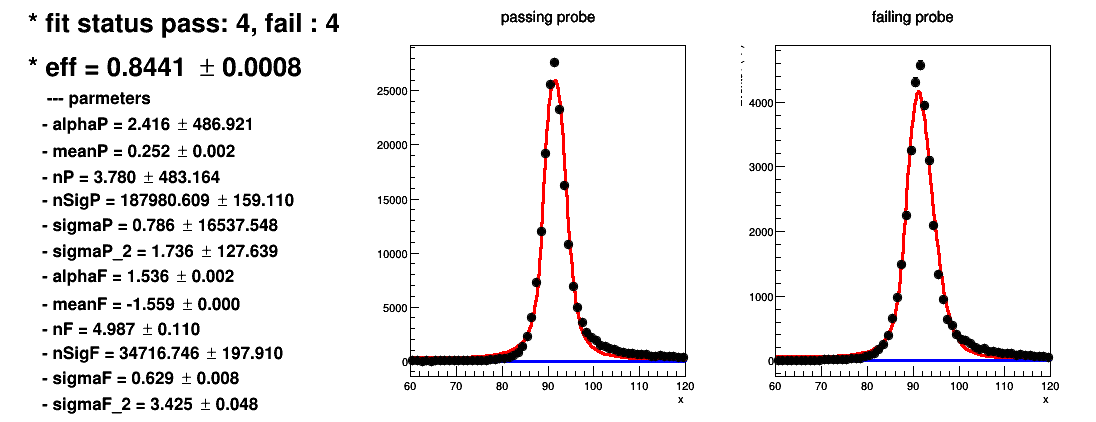 * fit status pass: 4, fail : 4
* eff = 0.8441 ± 0.0008
--- parmeters
- alphaP = 2.416 ± 486.921
- meanP = 0.252 ± 0.002
- nP = 3.780 ± 483.164
- nSigP = 187980.609 ± 159.110
- sigmaP = 0.786 ± 16537.548
- sigmaP_2 = 1.736 ± 127.639
- alphaF = 1.536 ± 0.002
- meanF = -1.559 ± 0.000
- nF = 4.987 ± 0.110
- nSigF = 34716.746 ± 197.910
- sigmaF = 0.629 ± 0.008
- sigmaF_2 = 3.425 ± 0.048
passing probe
25000
20000
15000
10000
5000
0
60 70 80 90 100 110 120
x
failing probe
4000
3000
2000
1000
0
60 70 80 90 100 110 120
x